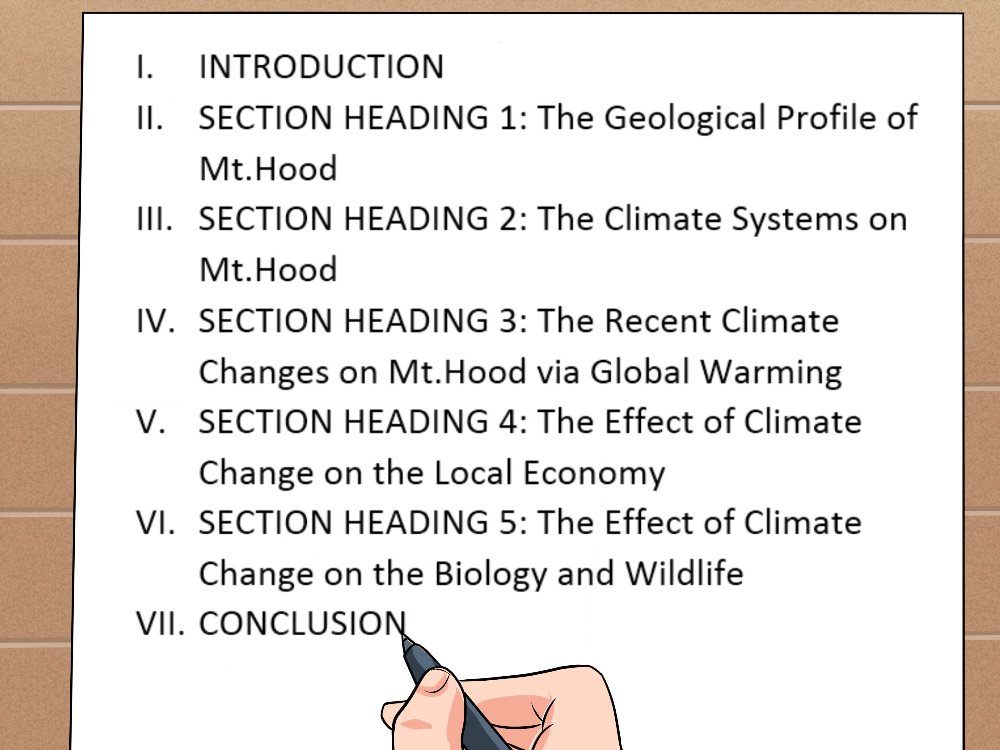 I. INTRODUCTION
II. SECTION HEADING 1: The Geological Profile of
Mt.Hood
III. SECTION HEADING 2: The Climate Systems on
Mt.Hood
IV. SECTION HEADING 3: The Recent Climate
Changes on Mt.Hood via Global Warming
V. SECTION HEADING 4: The Effect of Climate
Change on the Local Economy
VI. SECTION HEADING 5: The Effect of Climate
Change on the Biology and Wildlife
VII. CONCLUSION